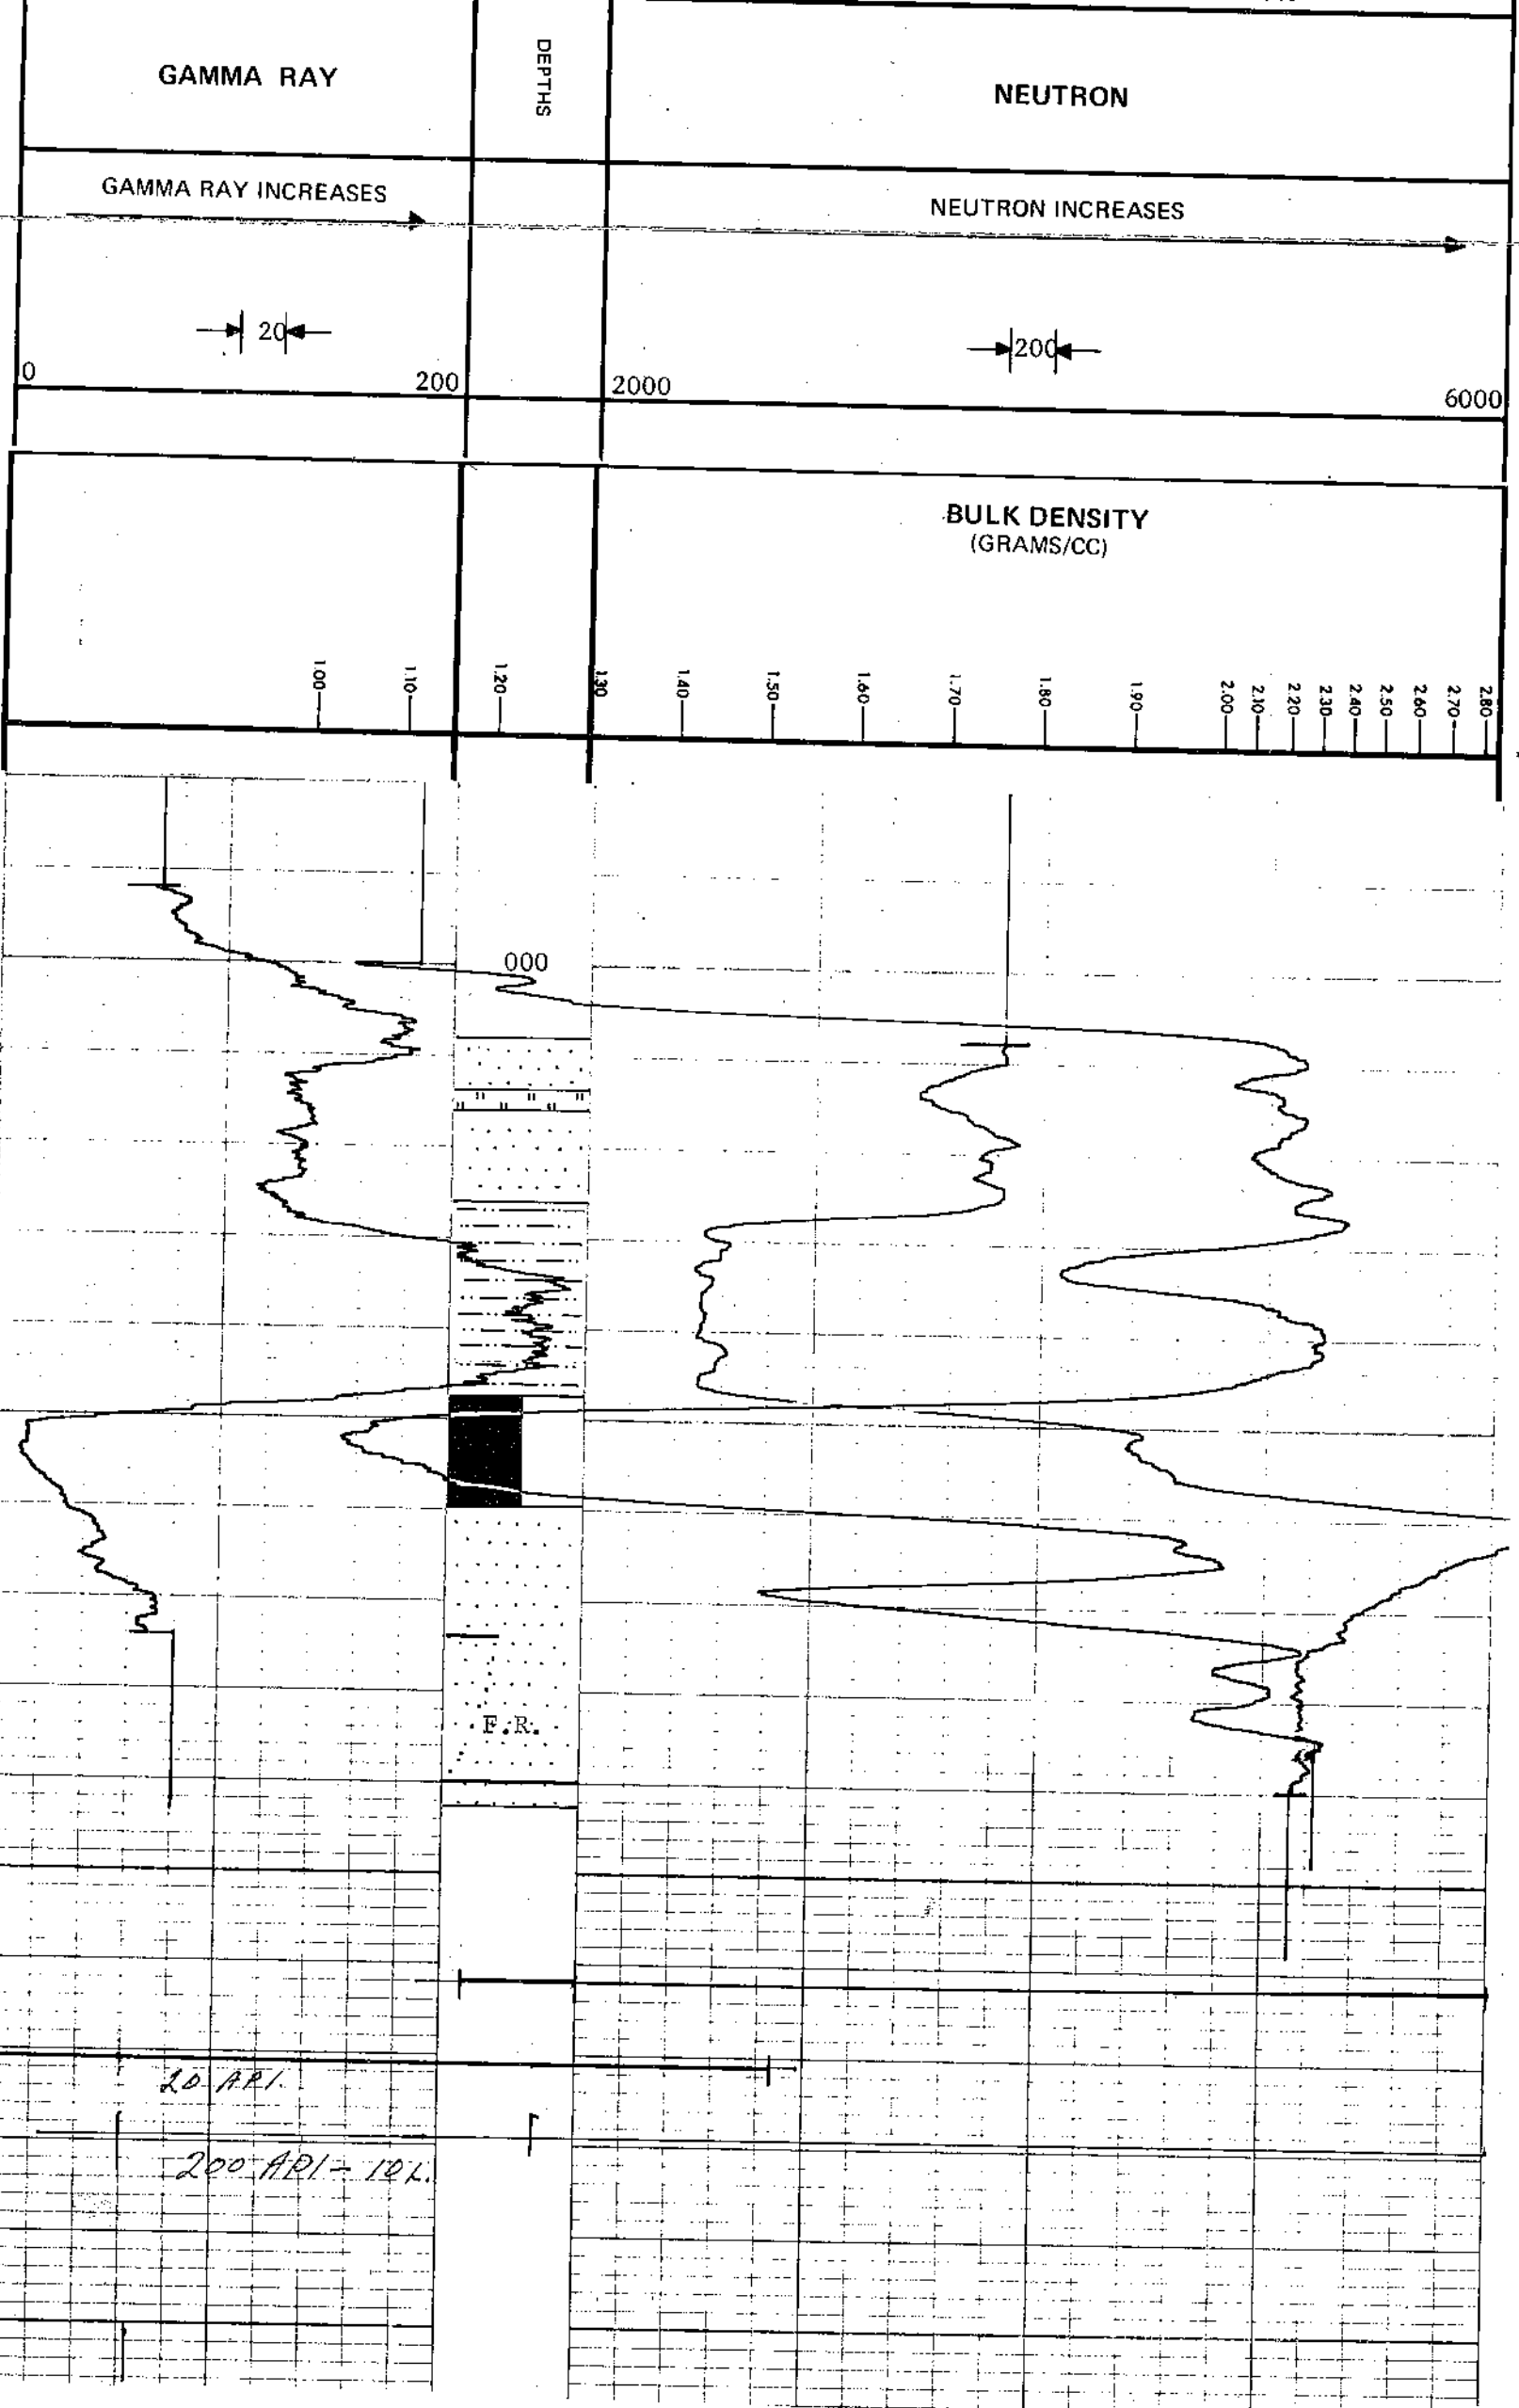 GAMMA RAY
DEPTHS
NEUTRON
GAMMA RAY INCREASES
NEUTRON INCREASES
20
200
0
200
2000
6000
BULK DENSITY
(GRAMS/CC)
1.00
1.10
1.20
1.30
1.40
1.50
1.60
1.70
1.80
1.90
2.00
2.10
2.20
2.30
2.40
2.50
2.60
2.70
2.80
000
F.R.
20 API.
200 API - 10 L.